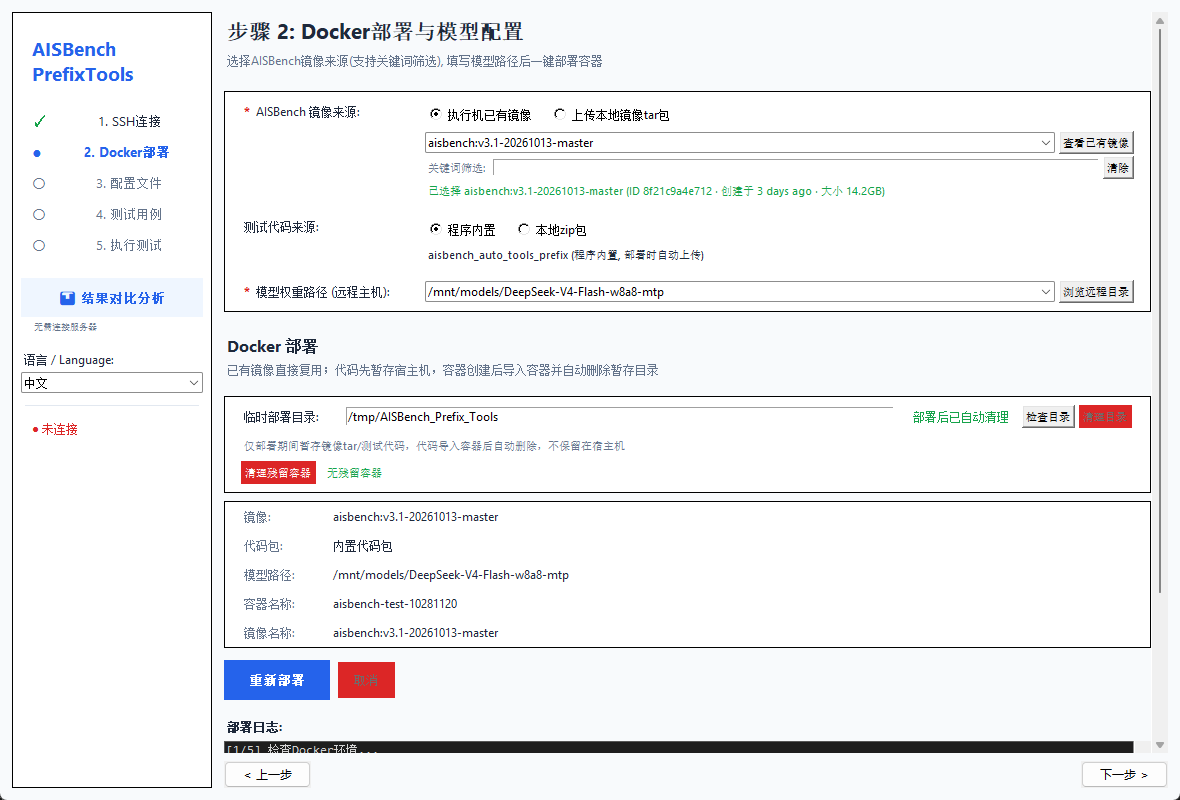 AISBench
PrefixTools
✓ 1. SSH连接
2. Docker部署
3. 配置文件
4. 测试用例
5. 执行测试
结果对比分析
无需连接服务器
语言 / Language:
中文
未连接
步骤 2: Docker部署与模型配置
选择AISBench镜像来源(支持关键词筛选), 填写模型路径后一键部署容器
* AISBench 镜像来源:
执行机已有镜像 上传本地镜像tar包
aisbench:v3.1-20261013-master 查看已有镜像
关键词筛选: 清除
已选择 aisbench:v3.1-20261013-master (ID 8f21c9a4e712 · 创建于 3 days ago · 大小 14.2GB)
测试代码来源: 程序内置 本地zip包
aisbench_auto_tools_prefix (程序内置, 部署时自动上传)
* 模型权重路径 (远程主机): /mnt/models/DeepSeek-V4-Flash-w8a8-mtp 浏览远程目录
Docker 部署
已有镜像直接复用；代码先暂存宿主机，容器创建后导入容器并自动删除暂存目录
临时部署目录: /tmp/AISBench_Prefix_Tools 部署后已自动清理 检查目录 清理目录
仅部署期间暂存镜像tar/测试代码，代码导入容器后自动删除，不保留在宿主机
清理残留容器 无残留容器
镜像: aisbench:v3.1-20261013-master
代码包: 内置代码包
模型路径: /mnt/models/DeepSeek-V4-Flash-w8a8-mtp
容器名称: aisbench-test-10281120
镜像名称: aisbench:v3.1-20261013-master
重新部署 取消
部署日志:
[1/5] 检查Docker环境...
< 上一步 下一步 >